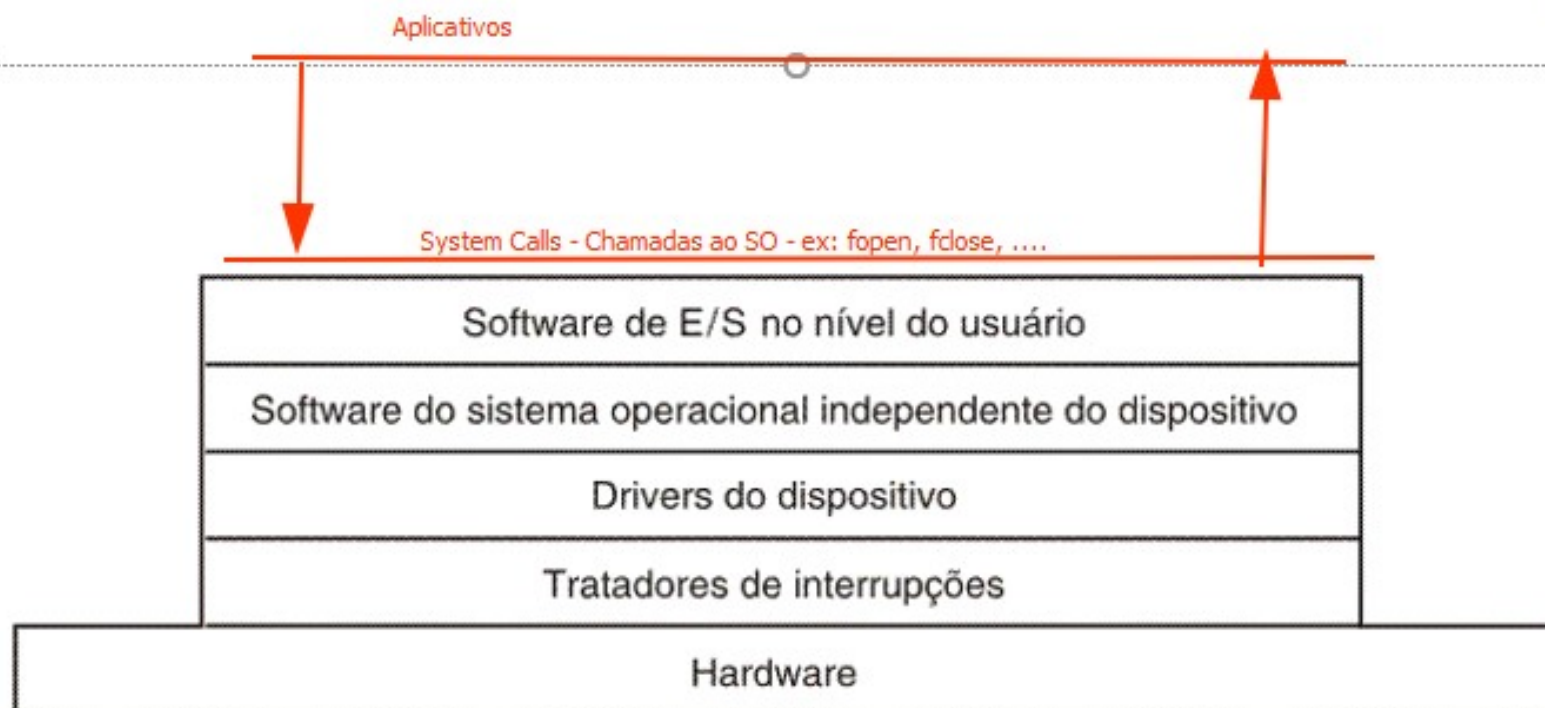 Aplicativos
System Calls - Chamadas ao SO - ex: fopen, fclose, ....
Software de E/S no nível do usuário
Software do sistema operacional independente do dispositivo
Drivers do dispositivo
Tratadores de interrupções
Hardware